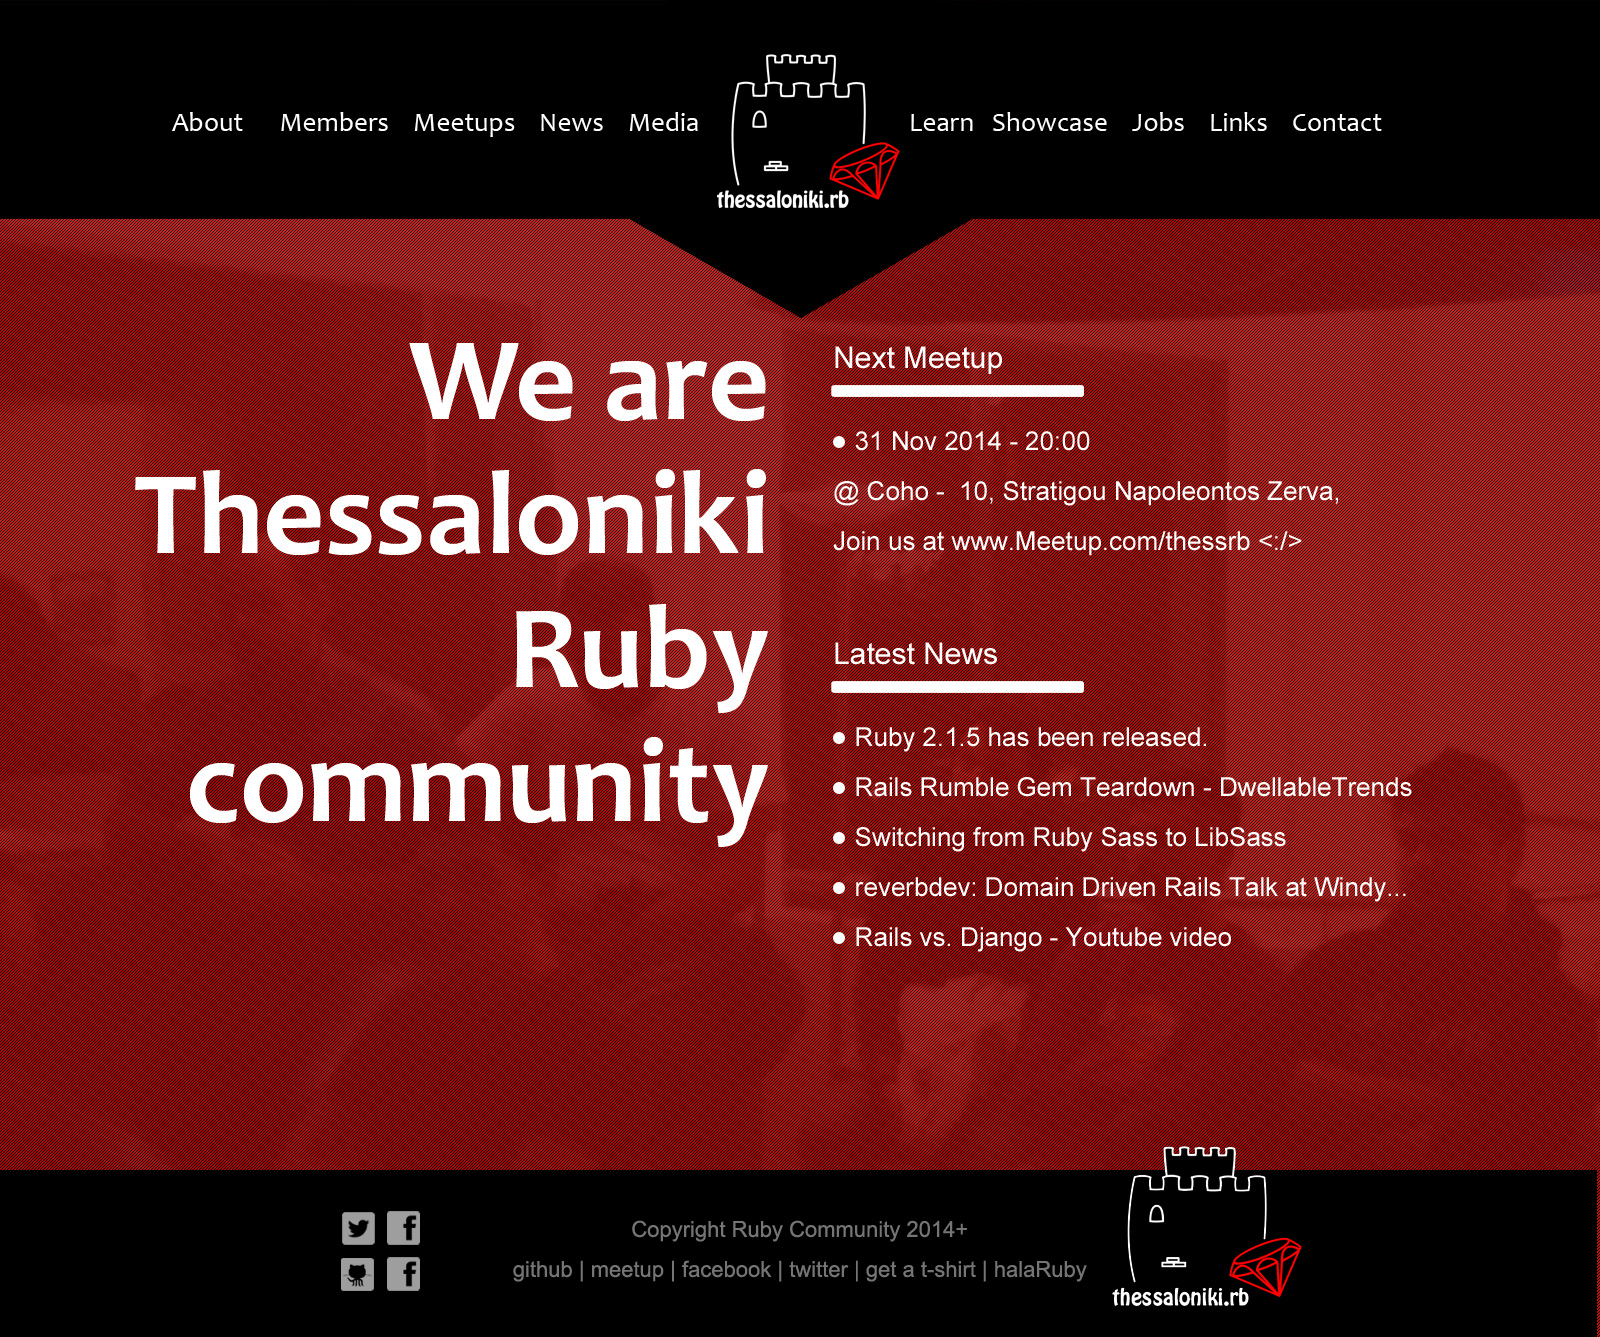 About Members Meetups News Media Learn Showcase Jobs Links Contact
thessaloniki.rb
We are
Thessaloniki
Ruby
community
Next Meetup
31 Nov 2014 - 20:00
@ Coho - 10, Stratigou Napoleontos Zerva,
Join us at www.Meetup.com/thessrb <:/>
Latest News
Ruby 2.1.5 has been released.
Rails Rumble Gem Teardown - DwellableTrends
Switching from Ruby Sass to LibSass
reverbdev: Domain Driven Rails Talk at Windy...
Rails vs. Django - Youtube video
Copyright Ruby Community 2014+
github | meetup | facebook | twitter | get a t-shirt | halaRuby
thessaloniki.rb